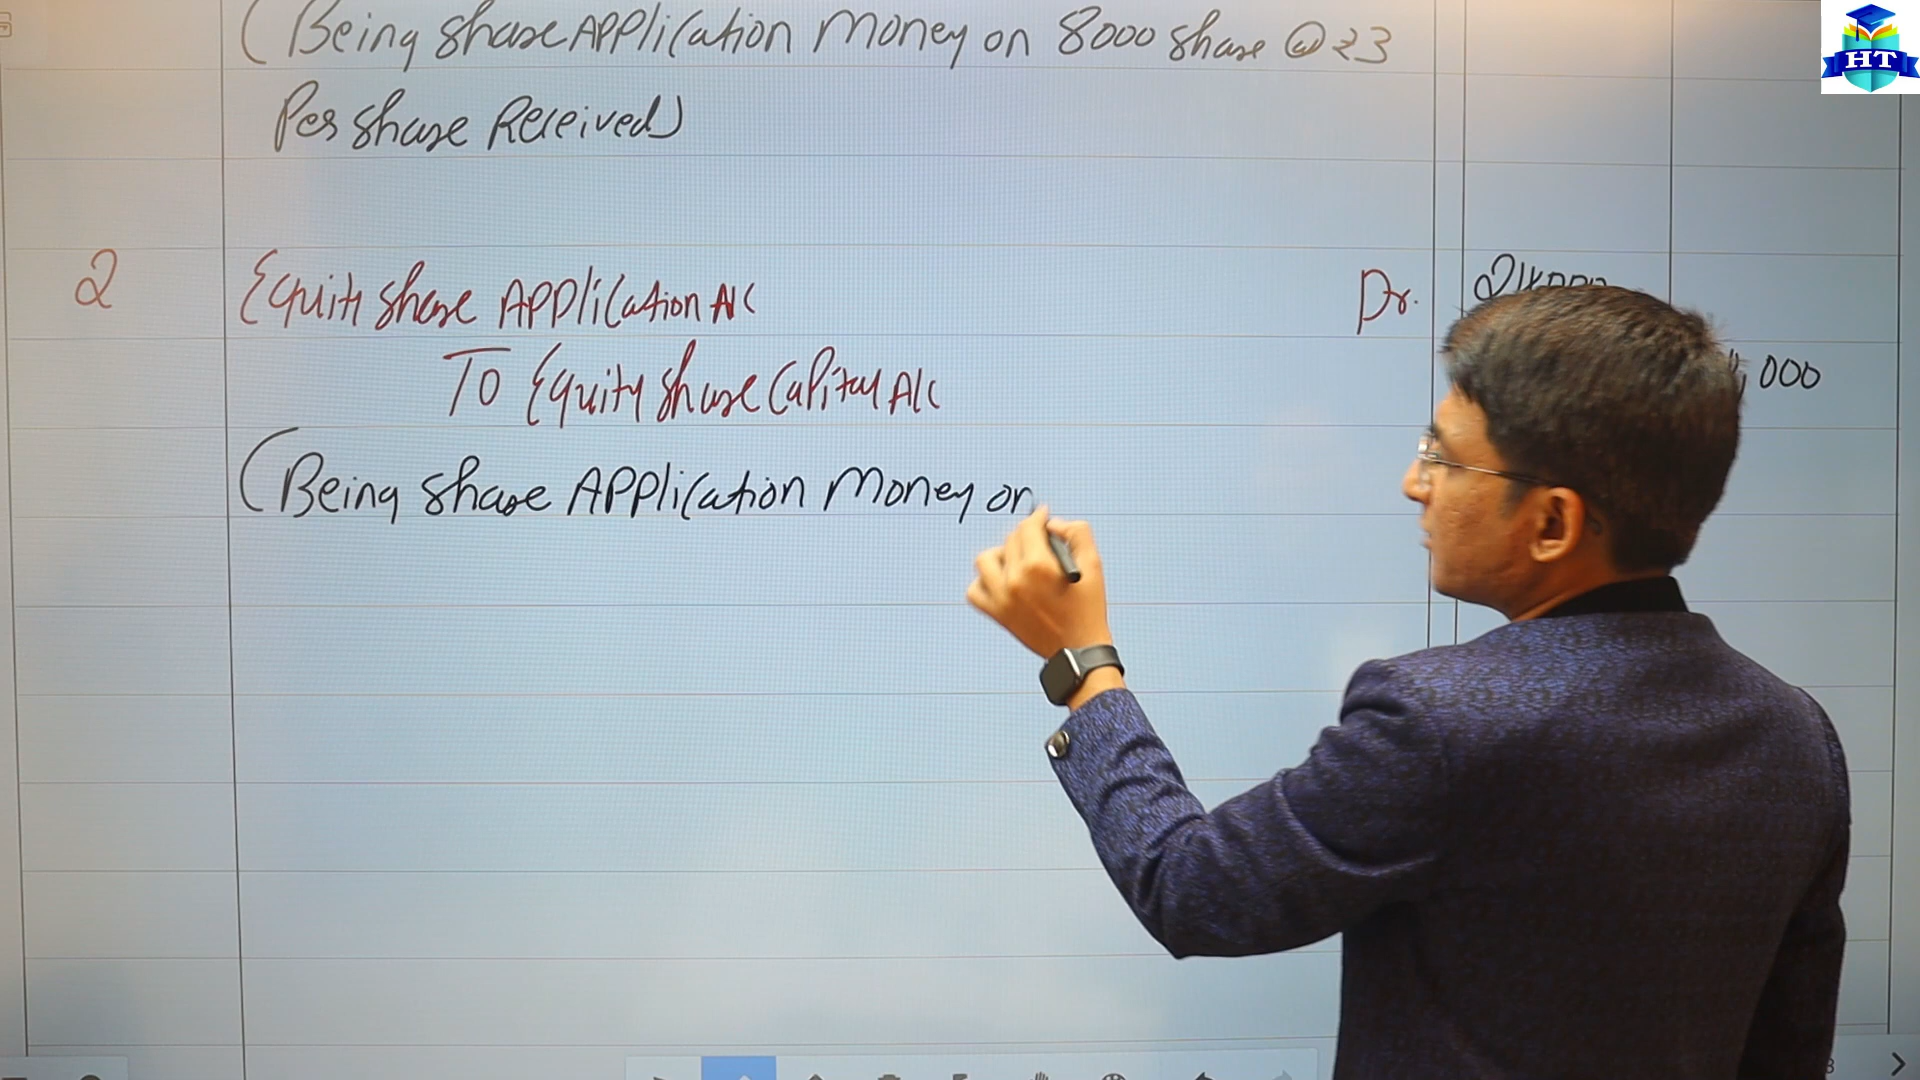 (Being Share Application Money on 8000 Share @ ₹3
Per Share Received)
2 Equity Share Application A/c Dr.
,000
To Equity Share Capital A/c
(Being Share Application Money on
HT